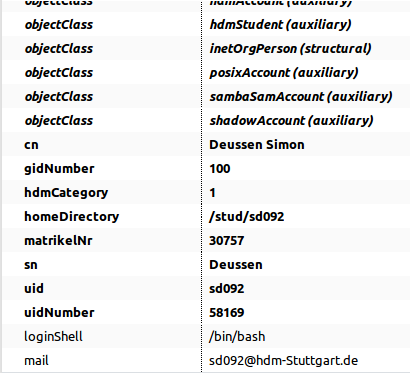 objectClass hdmAccount (auxiliary)
objectClass hdmStudent (auxiliary)
objectClass inetOrgPerson (structural)
objectClass posixAccount (auxiliary)
objectClass sambaSamAccount (auxiliary)
objectClass shadowAccount (auxiliary)
cn Deussen Simon
gidNumber 100
hdmCategory 1
homeDirectory /stud/sd092
matrikelNr 30757
sn Deussen
uid sd092
uidNumber 58169
loginShell /bin/bash
mail sd092@hdm-Stuttgart.de